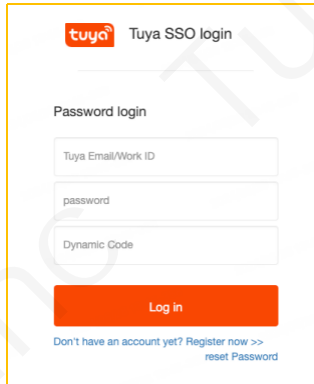 tuya Tuya SSO login
Password login
Tuya Email/Work ID
password
Dynamic Code
Log in
Don't have an account yet? Register now >>
reset Password